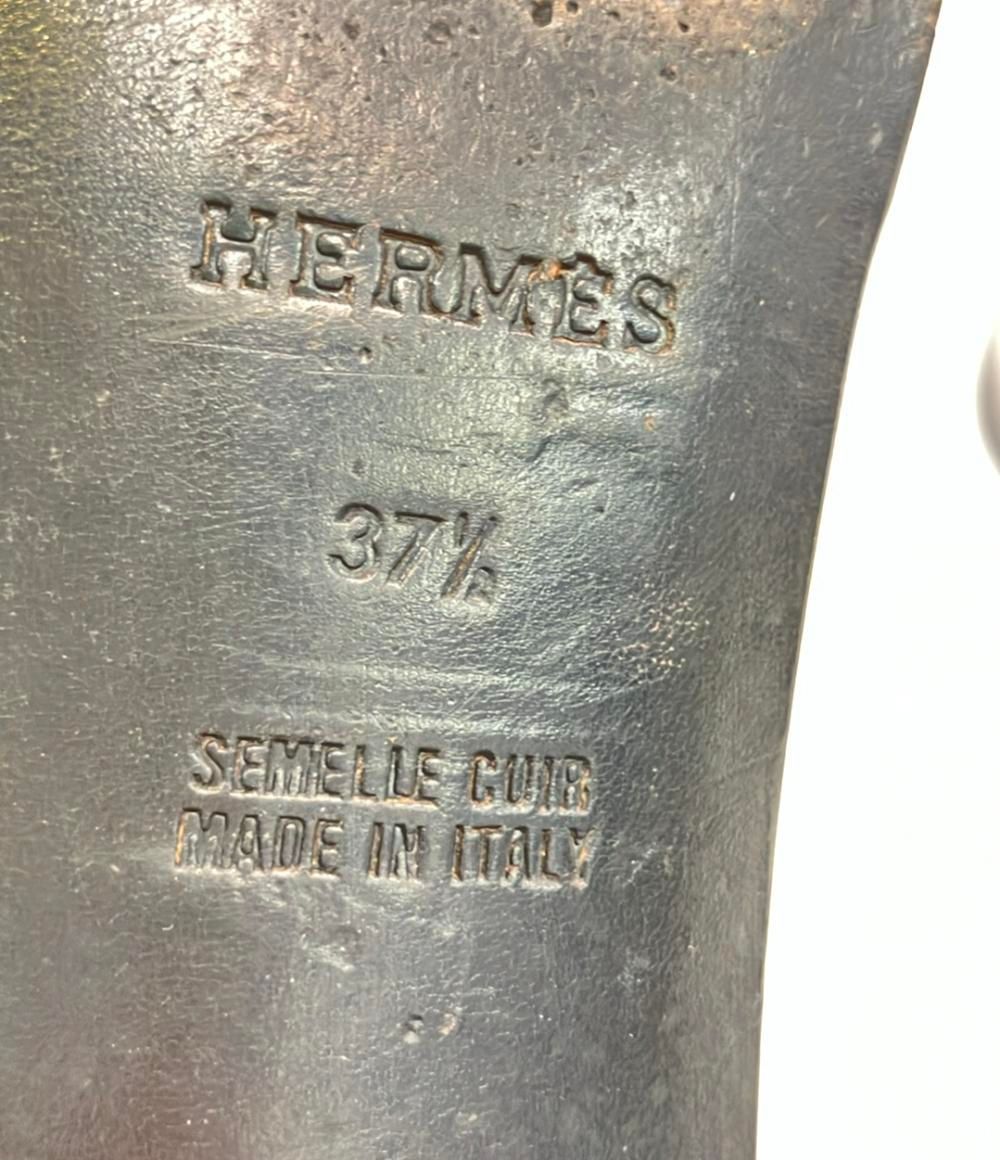 HERMÈS
37½
SEMELLE CUIR
MADE IN ITALY